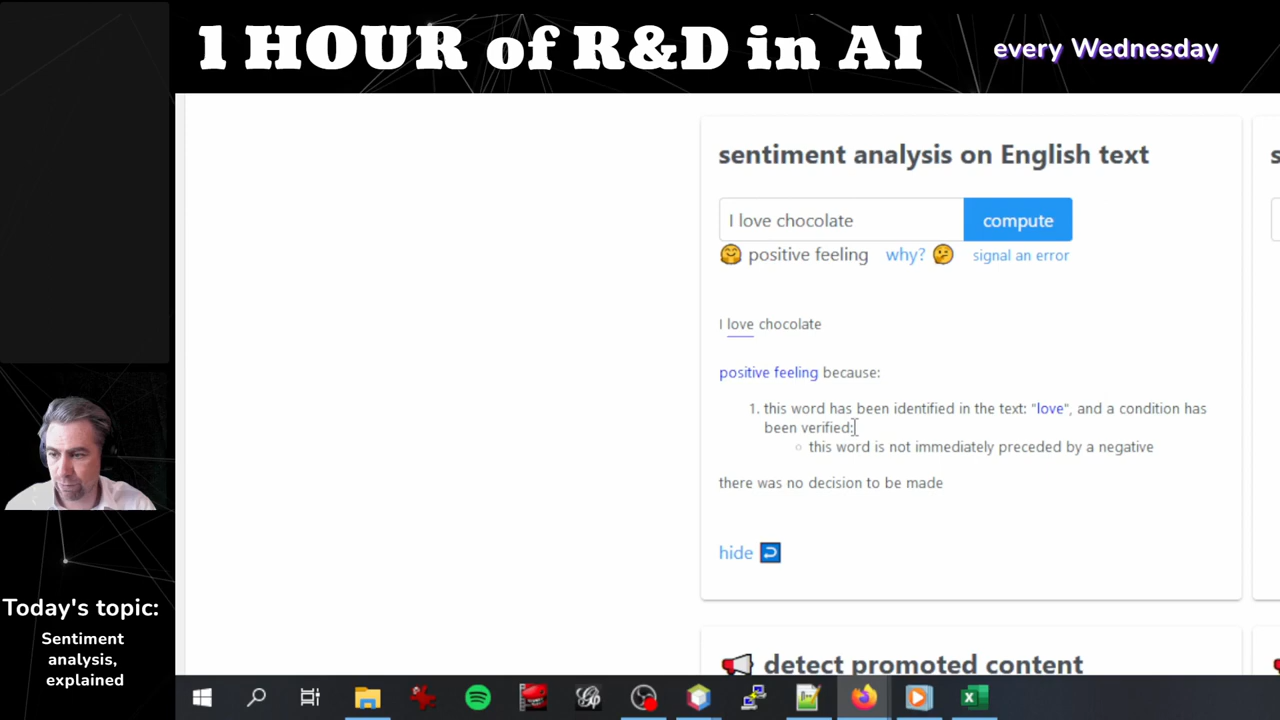 1 HOUR of R&D in AI
every Wednesday
sentiment analysis on English text
s
I love chocolate
compute
positive feeling why? signal an error
I love chocolate
positive feeling because:
1. this word has been identified in the text: "love", and a condition has
been verified:
○ this word is not immediately preceded by a negative
there was no decision to be made
hide
detect promoted content
Today's topic:
Sentiment
analysis,
explained